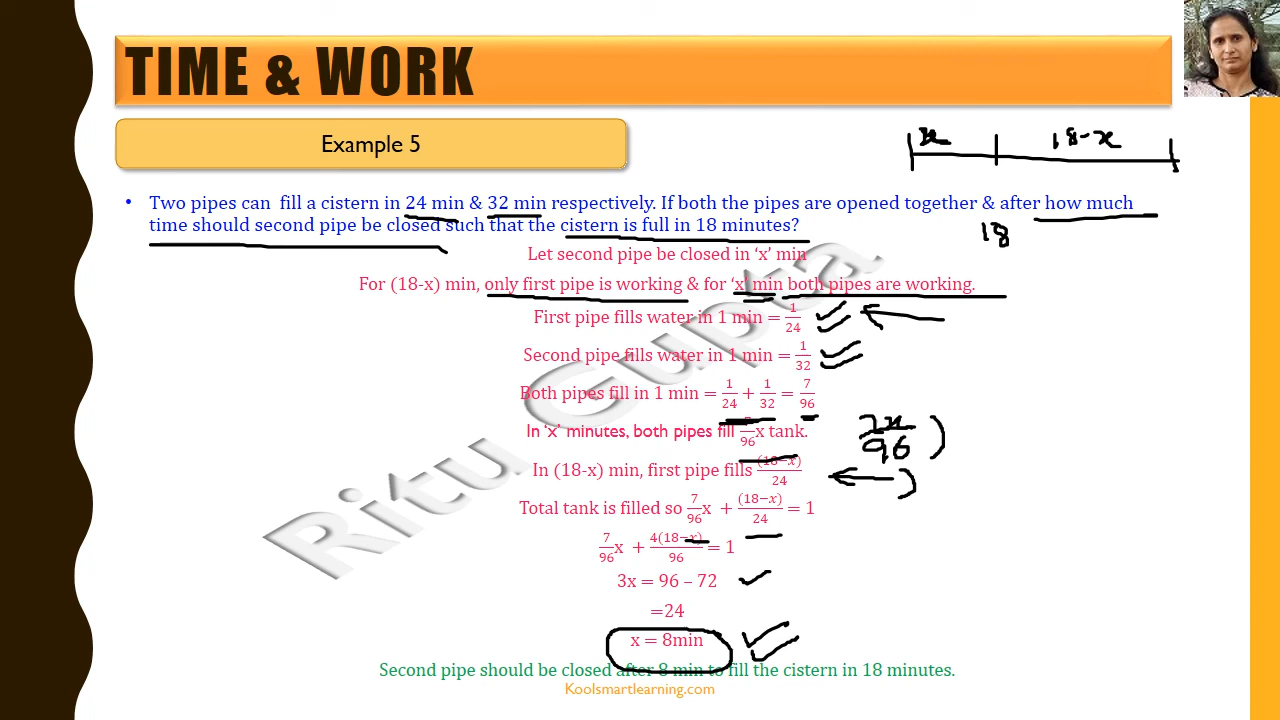 TIME & WORK
Example 5
x 18-x
• Two pipes can fill a cistern in 24 min & 32 min respectively. If both the pipes are opened together & after how much
time should second pipe be closed such that the cistern is full in 18 minutes?
18
Let second pipe be closed in ‘x’ min
For (18-x) min, only first pipe is working & for ‘x’ min both pipes are working.
First pipe fills water in 1 min = 1/24
Second pipe fills water in 1 min = 1/32
Both pipes fill in 1 min = 1/24 + 1/32 = 7/96
In ‘x’ minutes, both pipes fill 7/96 x tank.
7x/96 )
In (18-x) min, first pipe fills (18−x)/24
Total tank is filled so 7/96 x + (18−x)/24 = 1
7/96 x + 4(18−x)/96 = 1
3x = 96 – 72
=24
x = 8min
Second pipe should be closed after 8 min to fill the cistern in 18 minutes.
Koolsmartlearning.com
Ritu Gupta